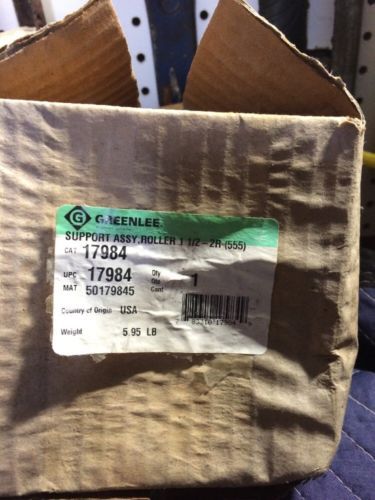 G GREENLEE
SUPPORT ASSY,ROLLER 1 1/2-2R-(555)
CAT 17984
UPC 17984 Qty 1
Cant
MAT 50179845
Country of Origin USA
Weight 5.95 LB